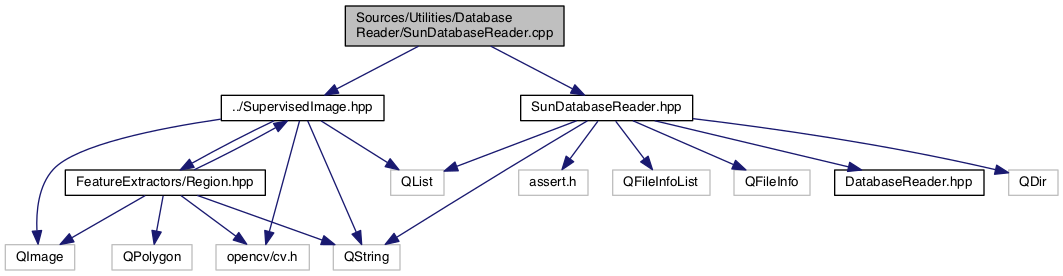 Sources/Utilities/Database
Reader/SunDatabaseReader.cpp
../SupervisedImage.hpp
SunDatabaseReader.hpp
FeatureExtractors/Region.hpp
QList
assert.h
QFileInfoList
QFileInfo
DatabaseReader.hpp
QDir
QImage
QPolygon
opencv/cv.h
QString